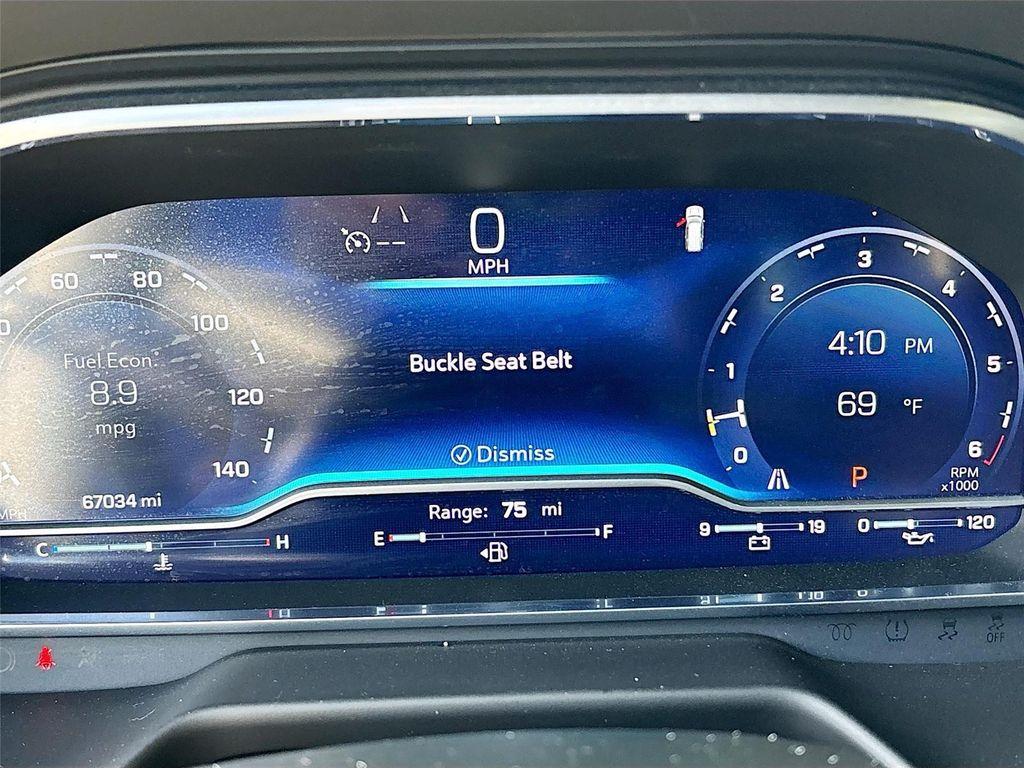 0
MPH
60
80
100
120
140
Fuel Econ.
8.9
mpg
67034 mi
MPH
Buckle Seat Belt
Dismiss
0
1
2
3
4
5
6
4:10 PM
69 °F
P
RPM
x1000
Range: 75 mi
C H
E F
9 19
0 120
OFF